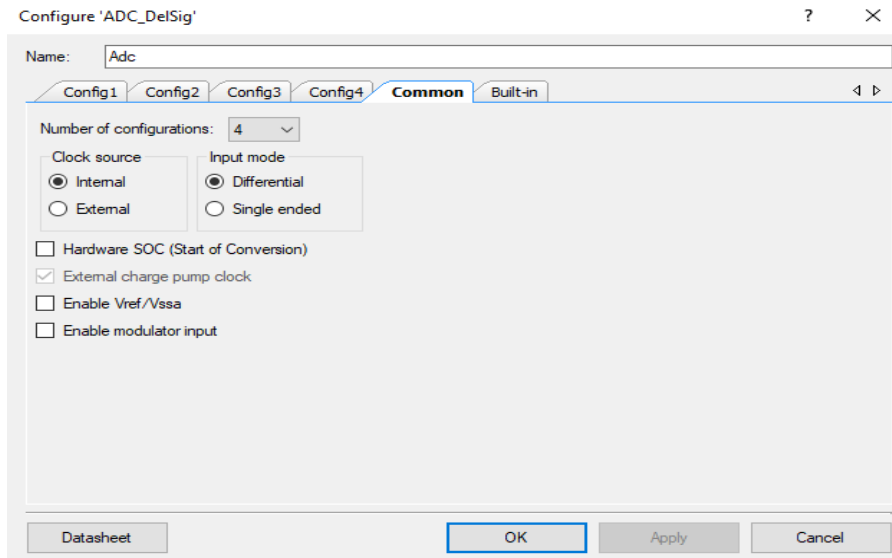 Configure 'ADC_DelSig' ? ✕
Name: Adc
Config1 Config2 Config3 Config4 Common Built-in
Number of configurations: 4
Clock source Input mode
Internal Differential
External Single ended
Hardware SOC (Start of Conversion)
External charge pump clock
Enable Vref/Vssa
Enable modulator input
Datasheet OK Apply Cancel